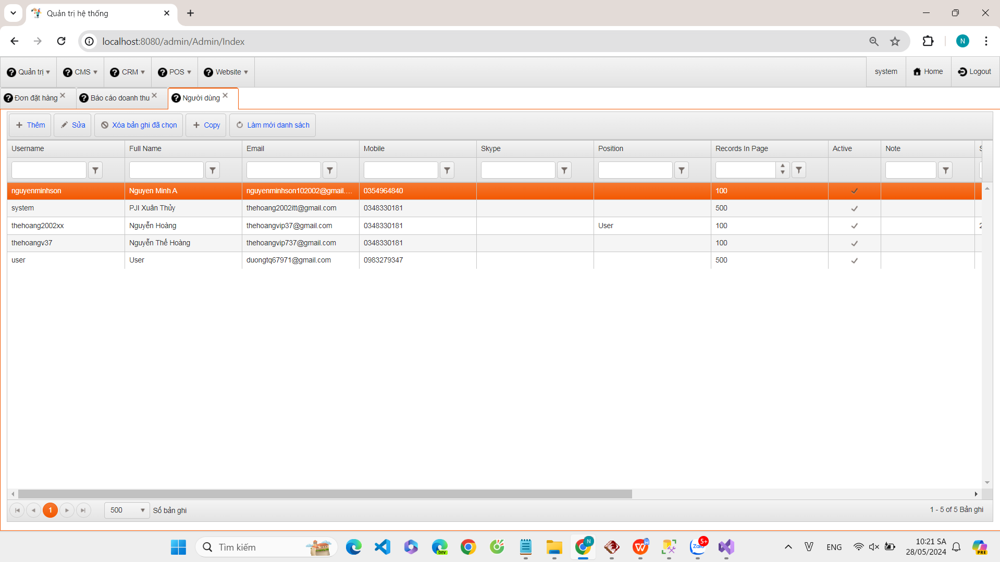 Quản trị hệ thống
localhost:8080/admin/Admin/Index
N
Quản trị CMS CRM POS Website system Home Logout
Đơn đặt hàng Báo cáo doanh thu Người dùng
Thêm Sửa Xóa bản ghi đã chọn Copy Làm mới danh sách
Username Full Name Email Mobile Skype Position Records In Page Active Note
nguyenminhson Nguyen Minh A nguyenminhson102002@gmail.... 0354964840 100
system PJI Xuân Thủy thehoang2002itt@gmail.com 0348330181 500
thehoang2002xx Nguyễn Hoàng thehoangvip37@gmail.com 0348330181 User 100
thehoangv37 Nguyễn Thế Hoàng thehoangvip737@gmail.com 0348330181 100
user User duongtq67971@gmail.com 0983279347 500
1 500 Số bản ghi 1 - 5 of 5 Bản ghi
Tìm kiếm DEV N W Zalo 5+ V ENG 10:21 SA PRE
28/05/2024